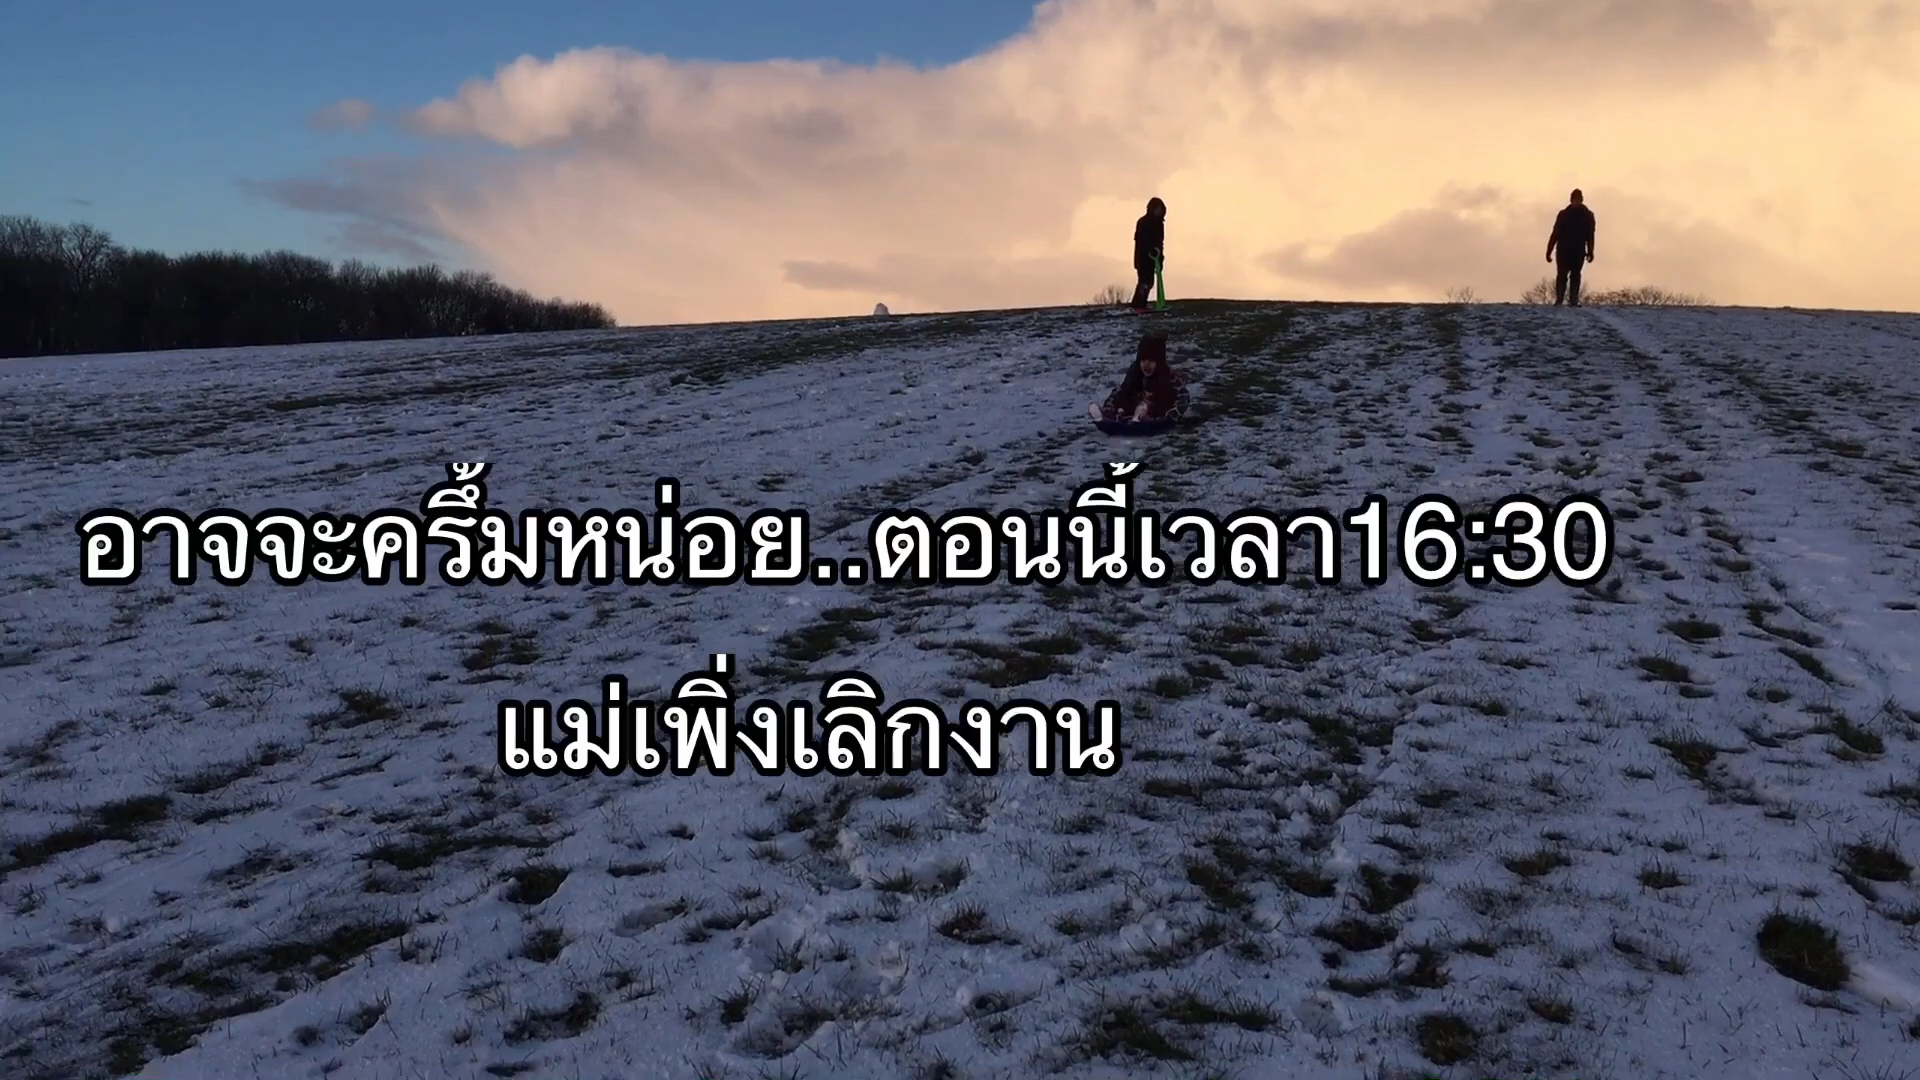 อาจจะครึ้มหน่อย..ตอนนี้เวลา16:30
แม่เพิ่งเลิกงาน